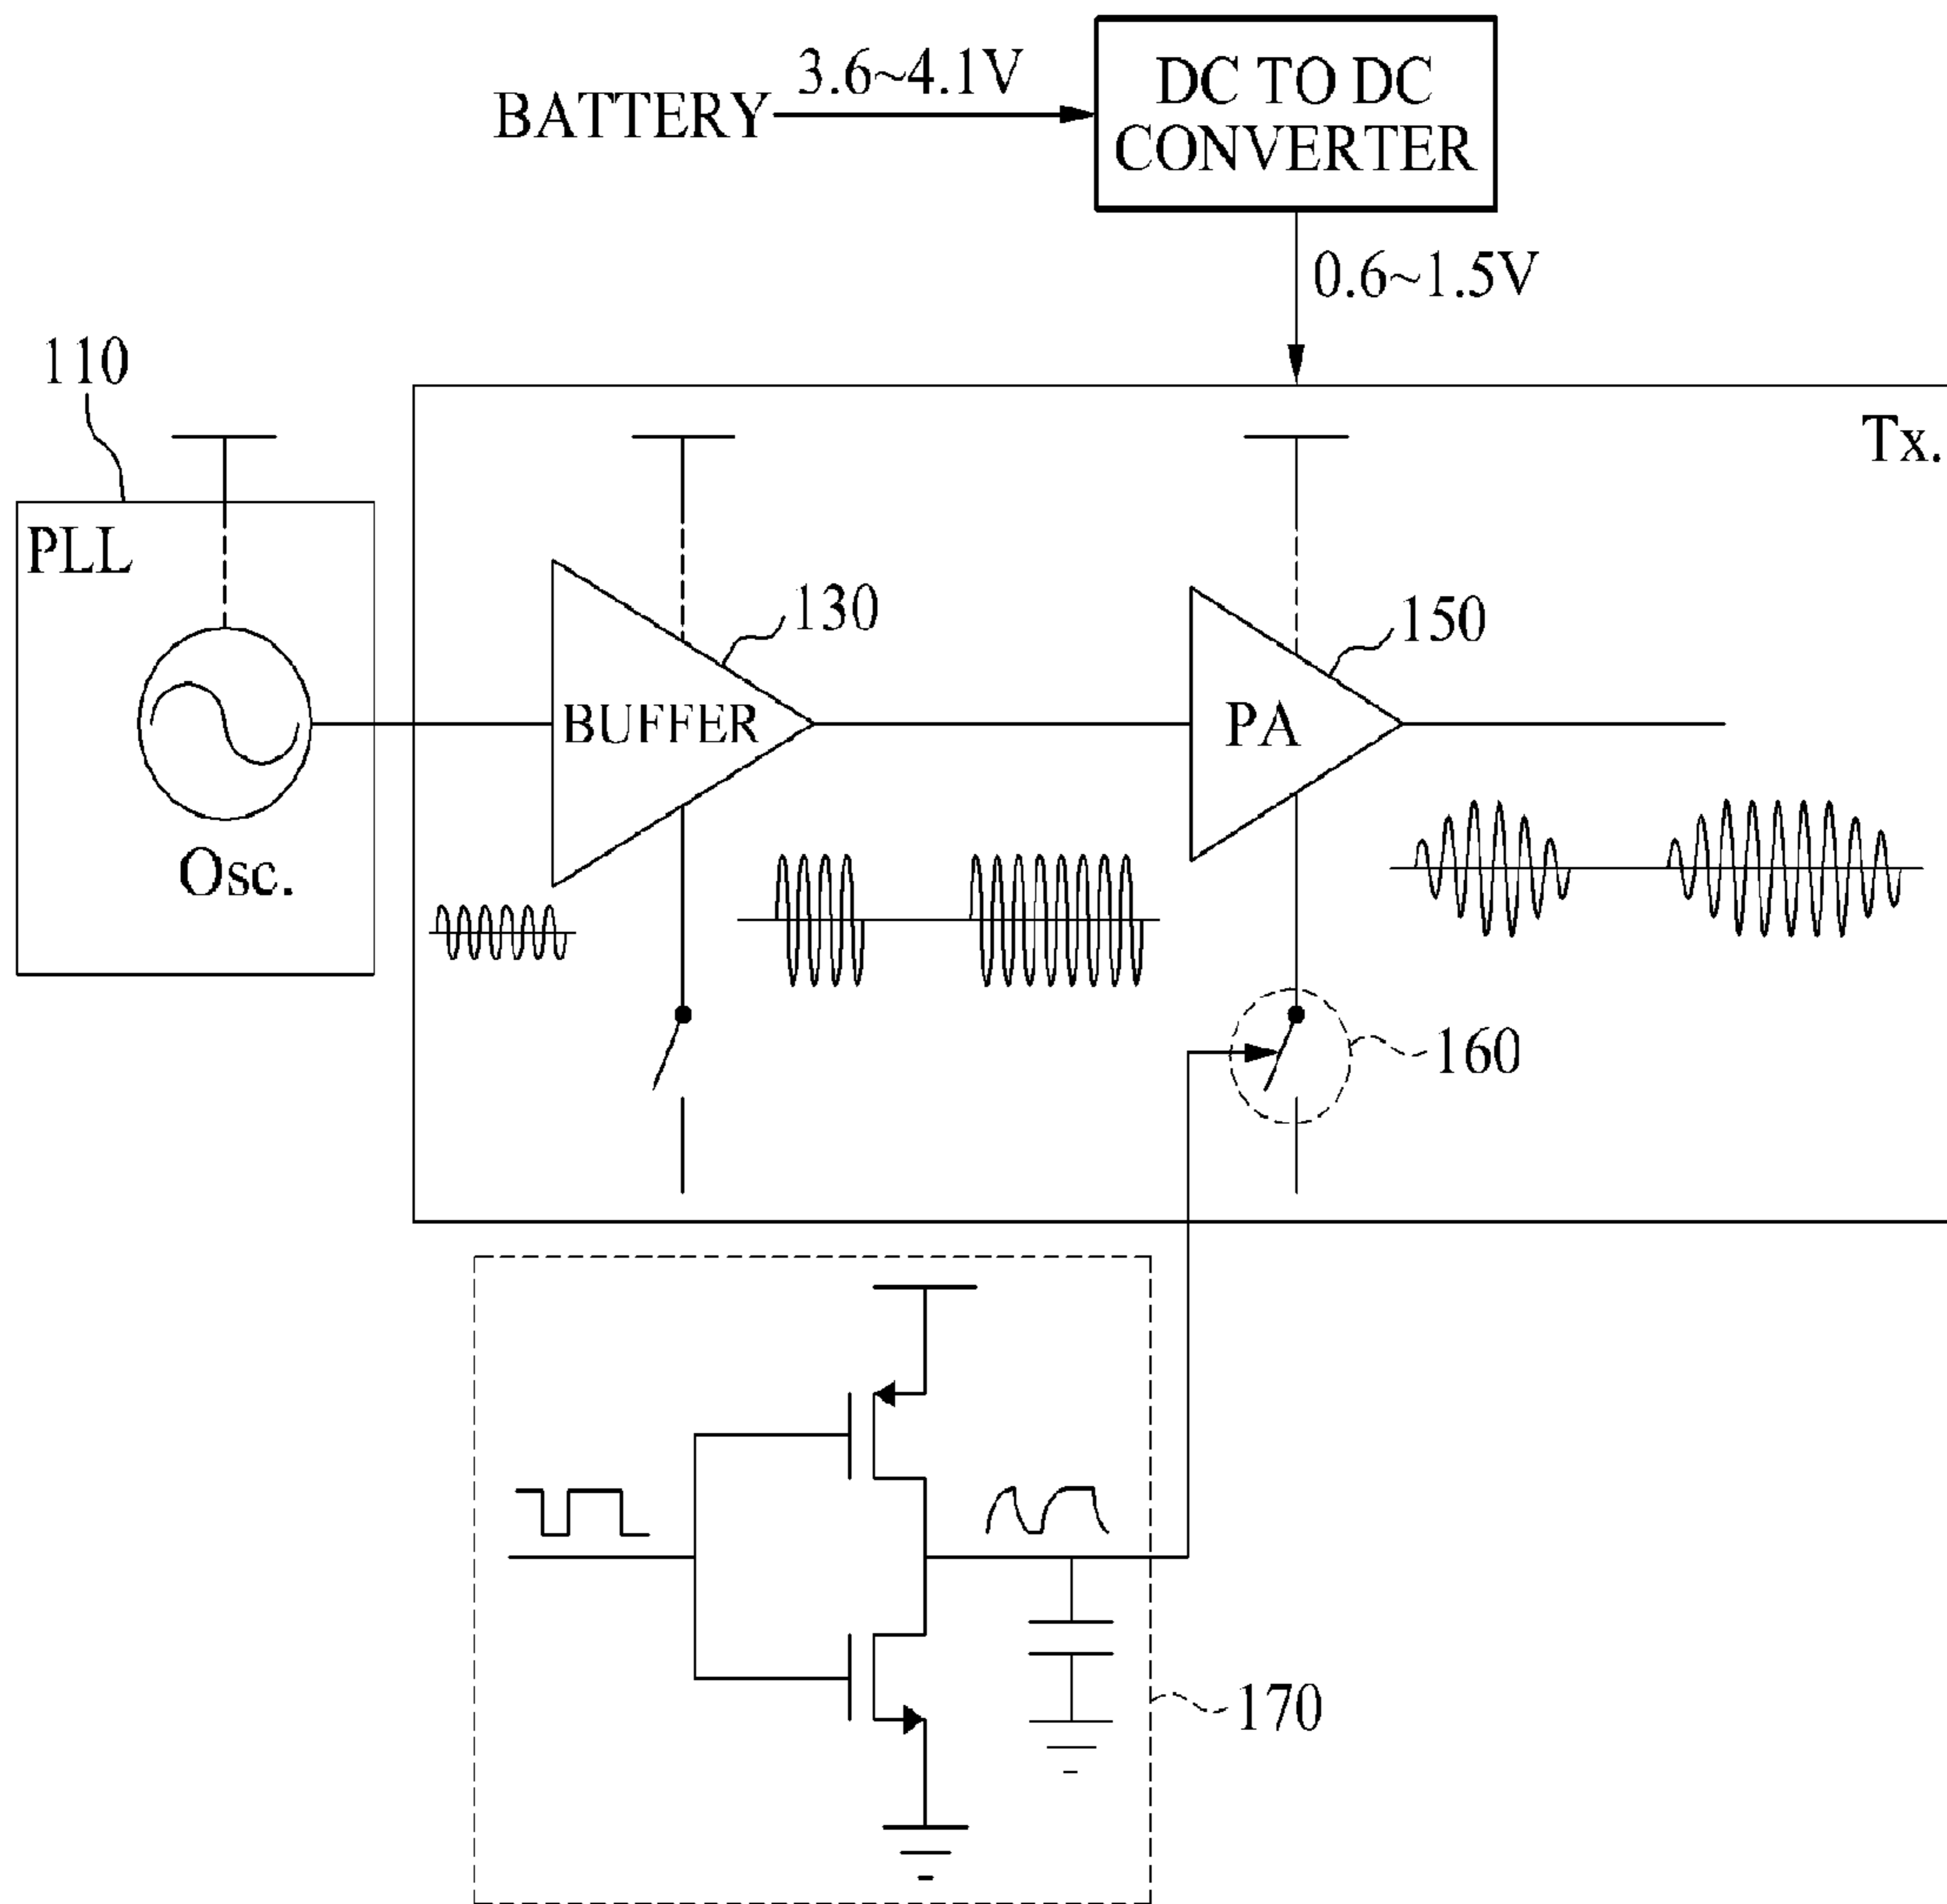 BATTERY
3.6~4.1V
DC TO DC
CONVERTER
0.6~1.5V
110
Tx.
PLL
130
150
BUFFER
PA
Osc.
160
170